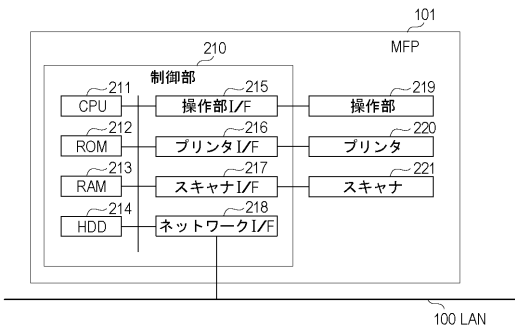 101
MFP
210
制御部
211
CPU
215
操作部I/F
219
操作部
212
ROM
216
プリンタI/F
220
プリンタ
213
RAM
217
スキャナI/F
221
スキャナ
214
HDD
218
ネットワークI/F
100 LAN